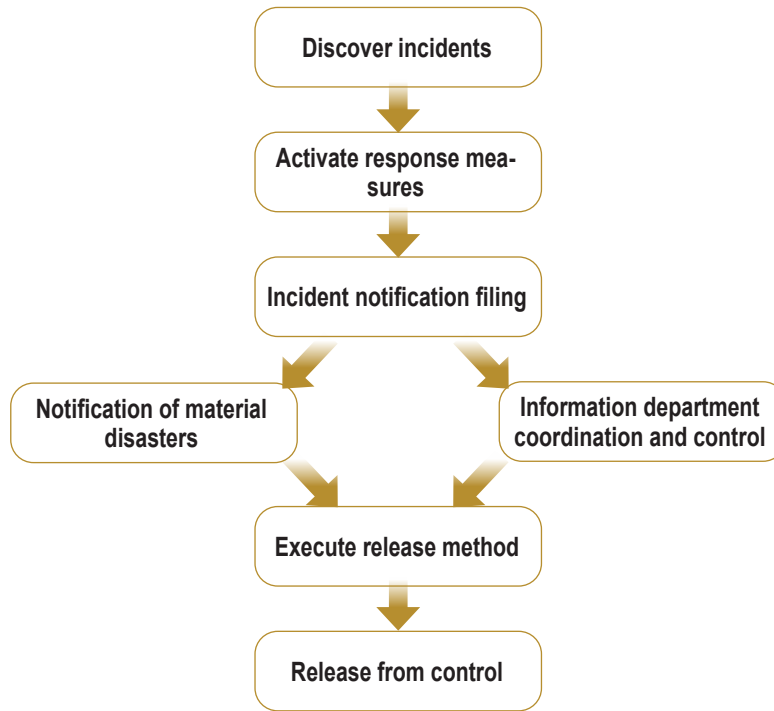 Discover incidents
Activate response mea-
sures
Incident notification filing
Notification of material
disasters
Information department
coordination and control
Execute release method
Release from control